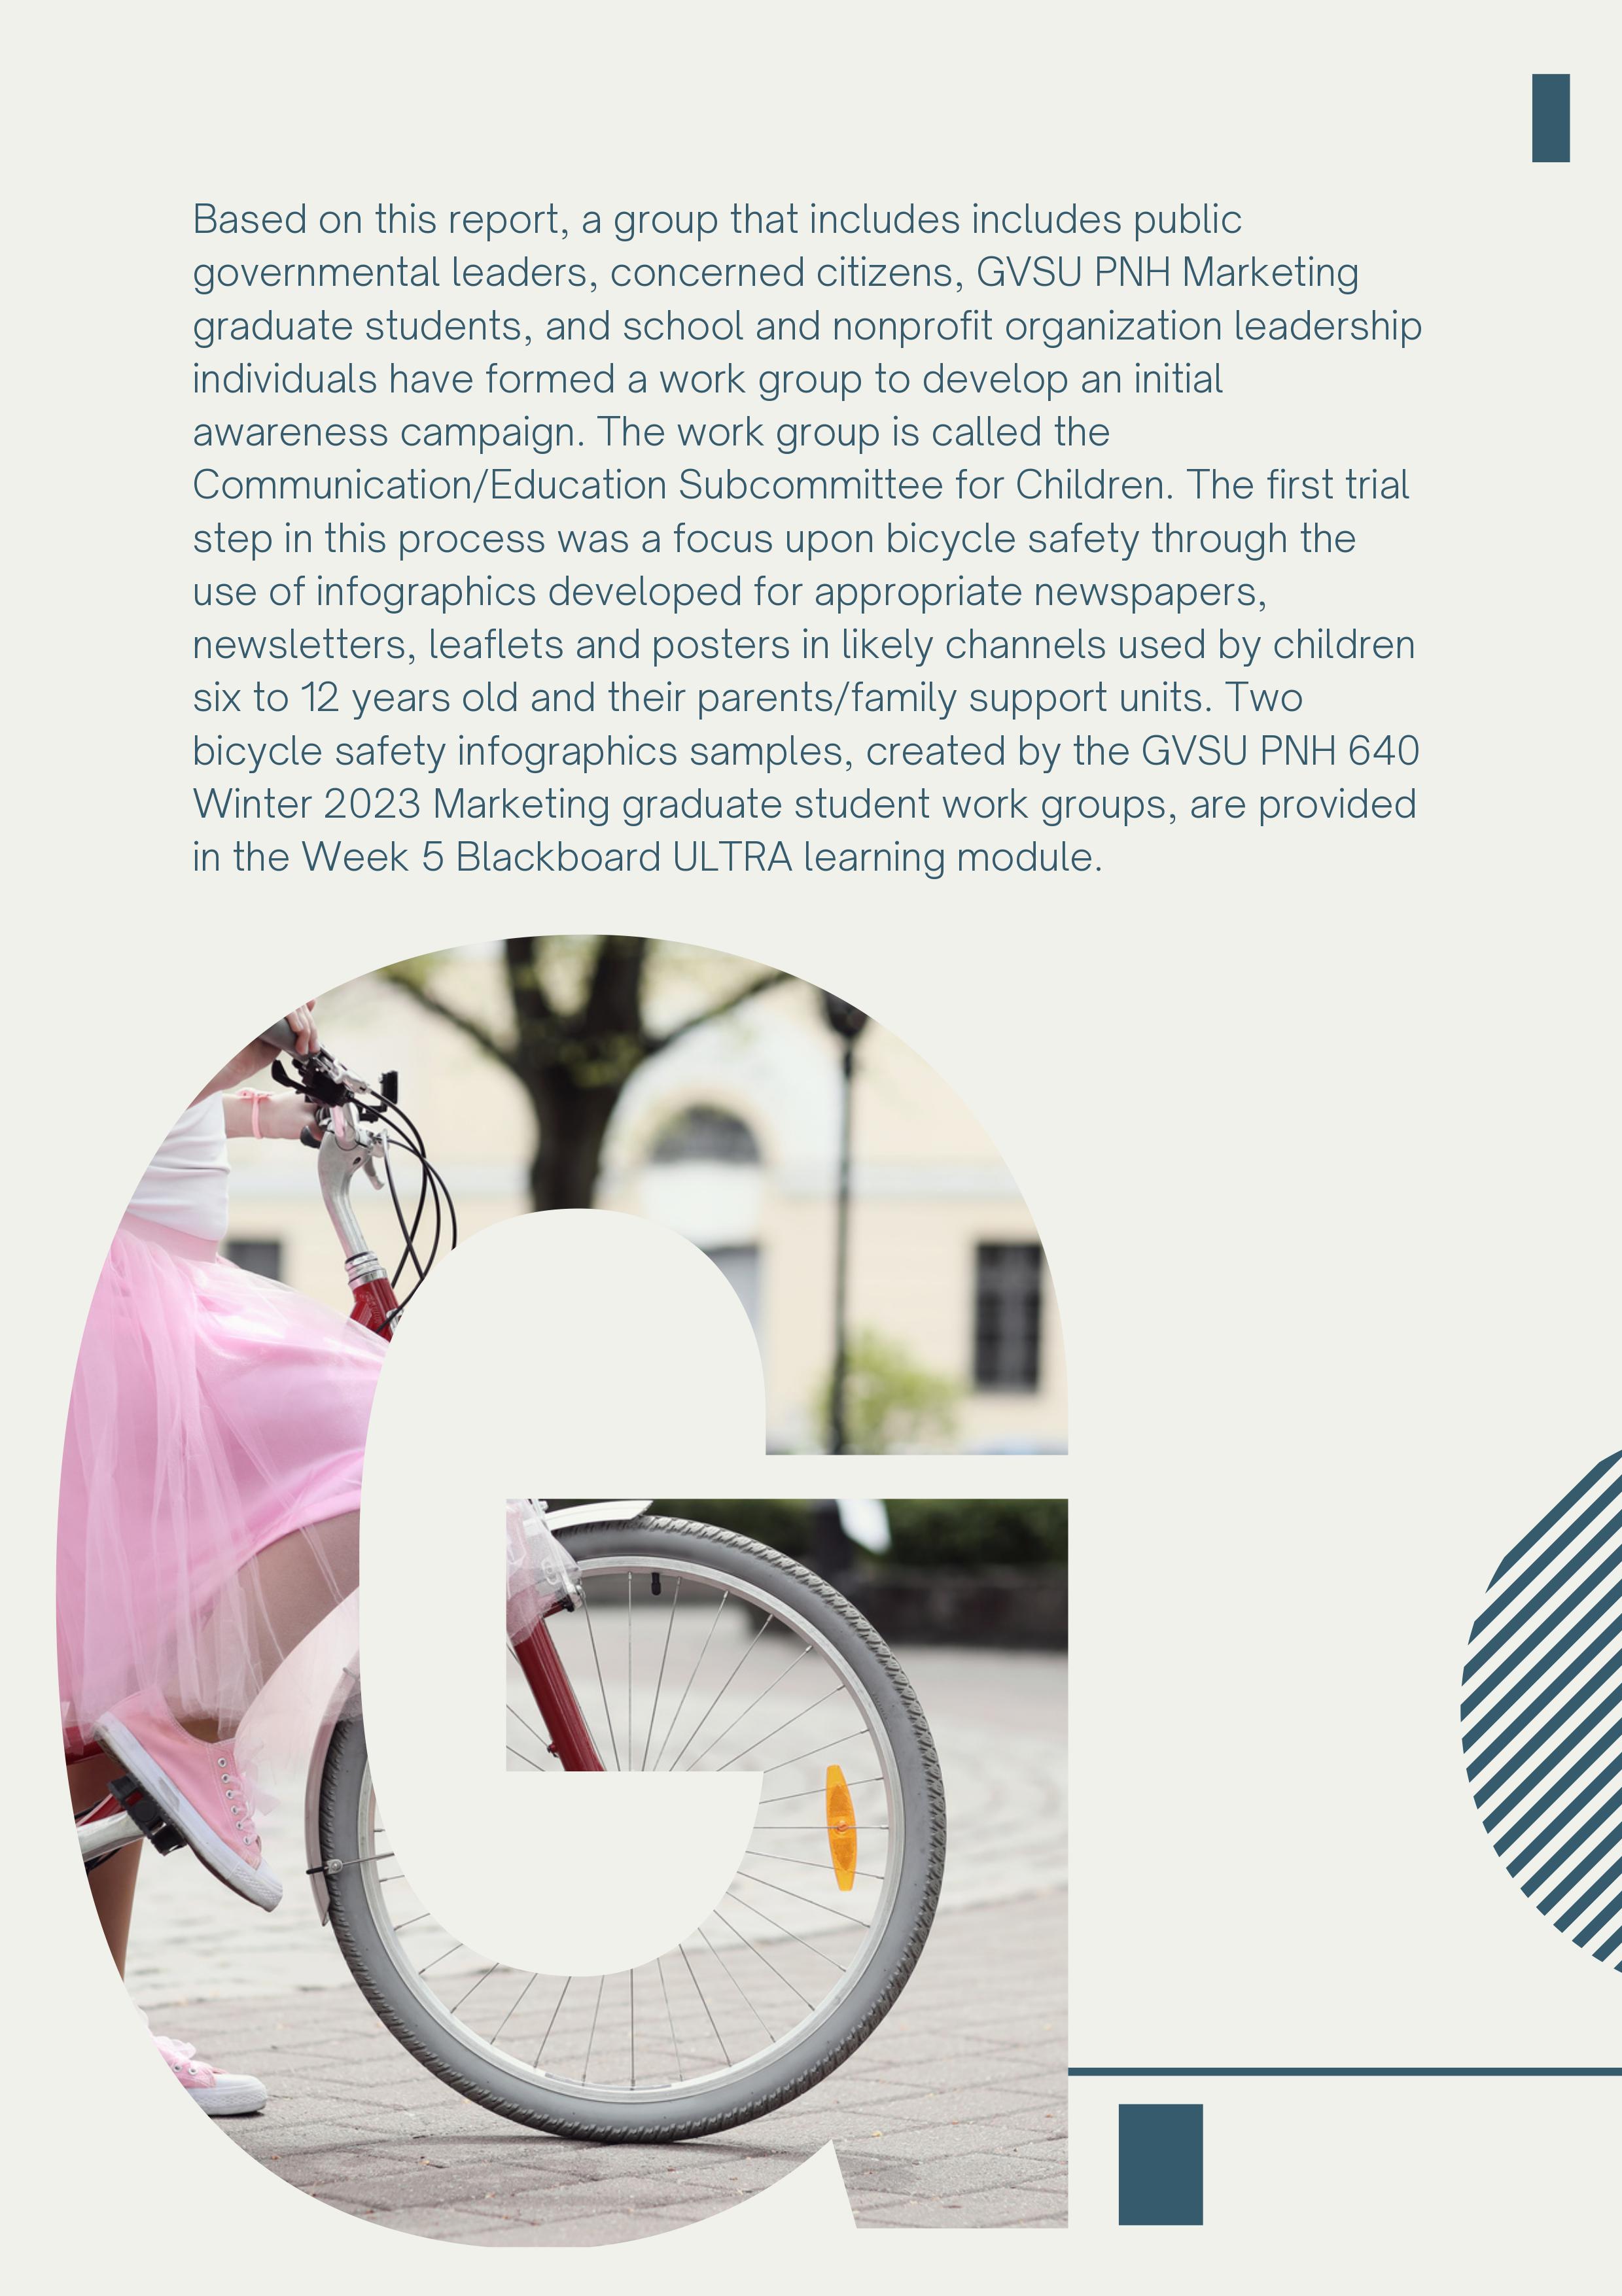 Based on this report, a group that includes includes public
governmental leaders, concerned citizens, GVSU PNH Marketing
graduate students, and school and nonprofit organization leadership
individuals have formed a work group to develop an initial
awareness campaign. The work group is called the
Communication/Education Subcommittee for Children. The first trial
step in this process was a focus upon bicycle safety through the
use of infographics developed for appropriate newspapers,
newsletters, leaflets and posters in likely channels used by children
six to 12 years old and their parents/family support units. Two
bicycle safety infographics samples, created by the GVSU PNH 640
Winter 2023 Marketing graduate student work groups, are provided
in the Week 5 Blackboard ULTRA learning module.
G